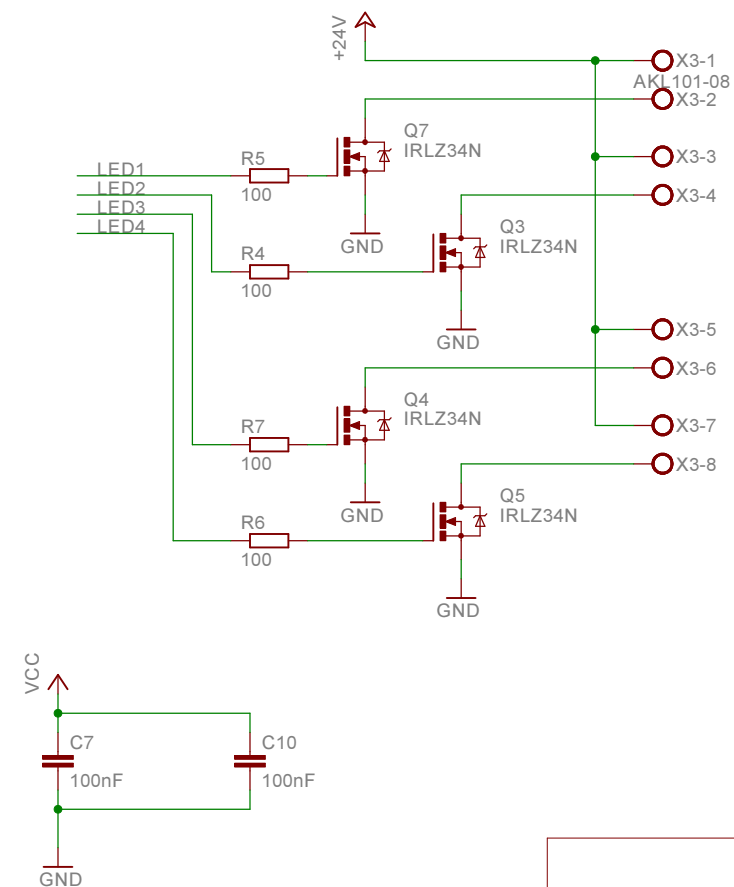 +24V
X3-1
AKL101-08
X3-2
Q7
IRLZ34N
X3-3
LED1
R5
100
LED2
X3-4
LED3
LED4
Q3
IRLZ34N
GND
R4
100
X3-5
GND
X3-6
Q4
IRLZ34N
R7
100
X3-7
X3-8
Q5
IRLZ34N
GND
R6
100
GND
VCC
C7
100nF
C10
100nF
GND